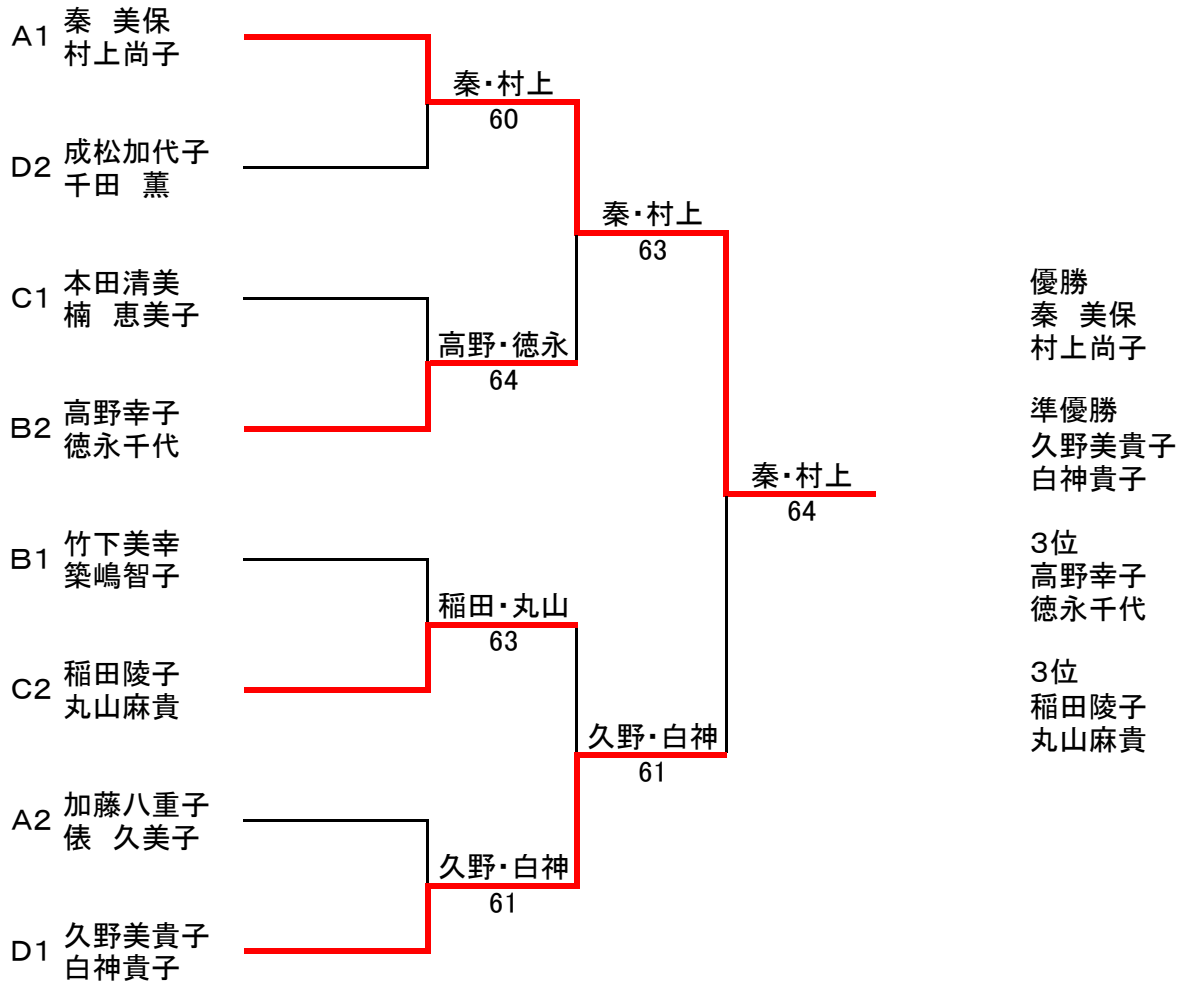 A1 秦　美保
村上尚子
秦・村上
60
D2 成松加代子
千田　薫
秦・村上
63
C1 本田清美
楠　恵美子
高野・徳永
64
B2 高野幸子
徳永千代
秦・村上
64
B1 竹下美幸
築嶋智子
稲田・丸山
63
C2 稲田陵子
丸山麻貴
久野・白神
61
A2 加藤八重子
俵　久美子
久野・白神
61
D1 久野美貴子
白神貴子
優勝
秦　美保
村上尚子
準優勝
久野美貴子
白神貴子
3位
高野幸子
徳永千代
3位
稲田陵子
丸山麻貴